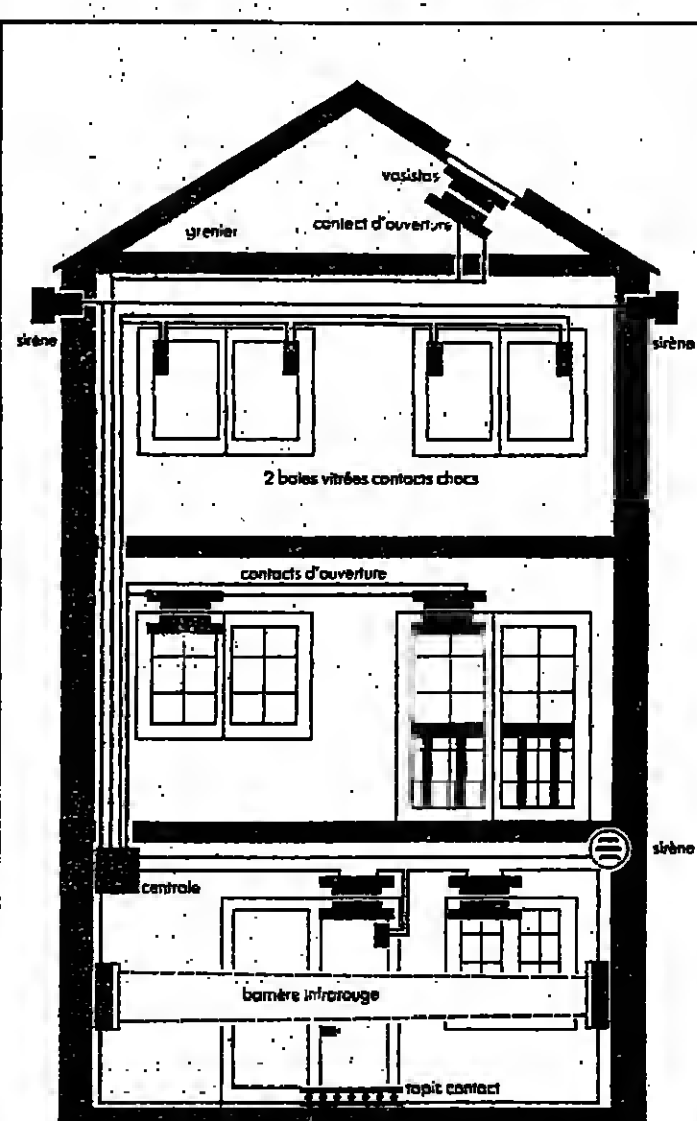 vasistas
contact d'ouverture
grenier
sirène
sirène
2 baies vitrées contacts chocs
contacts d'ouverture
sirène
centrale
barrière infrarouge
tapis contact